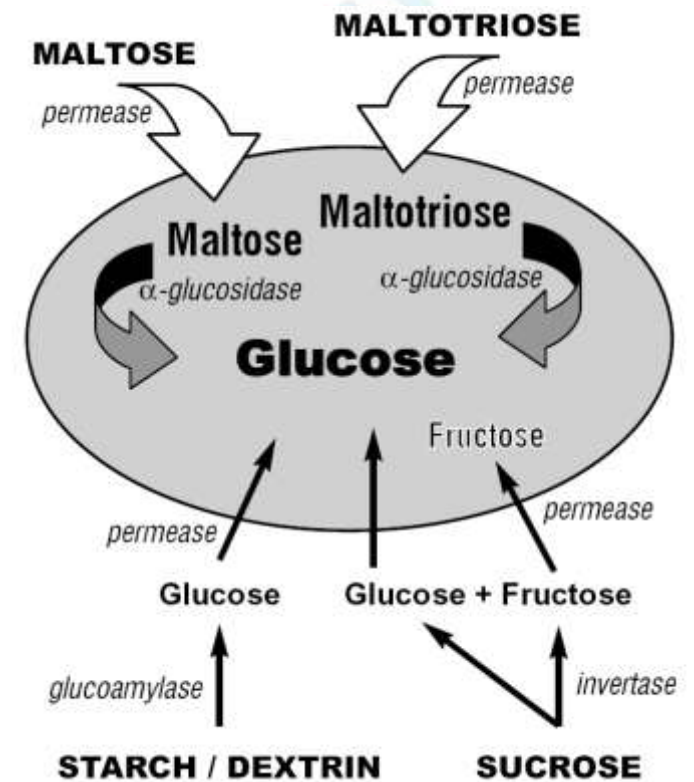 MALTOSE
MALTOTRIOSE
permease
permease
Maltose
Maltotriose
α-glucosidase
α-glucosidase
Glucose
Fructose
permease
permease
Glucose
Glucose + Fructose
glucoamylase
invertase
STARCH / DEXTRIN
SUCROSE